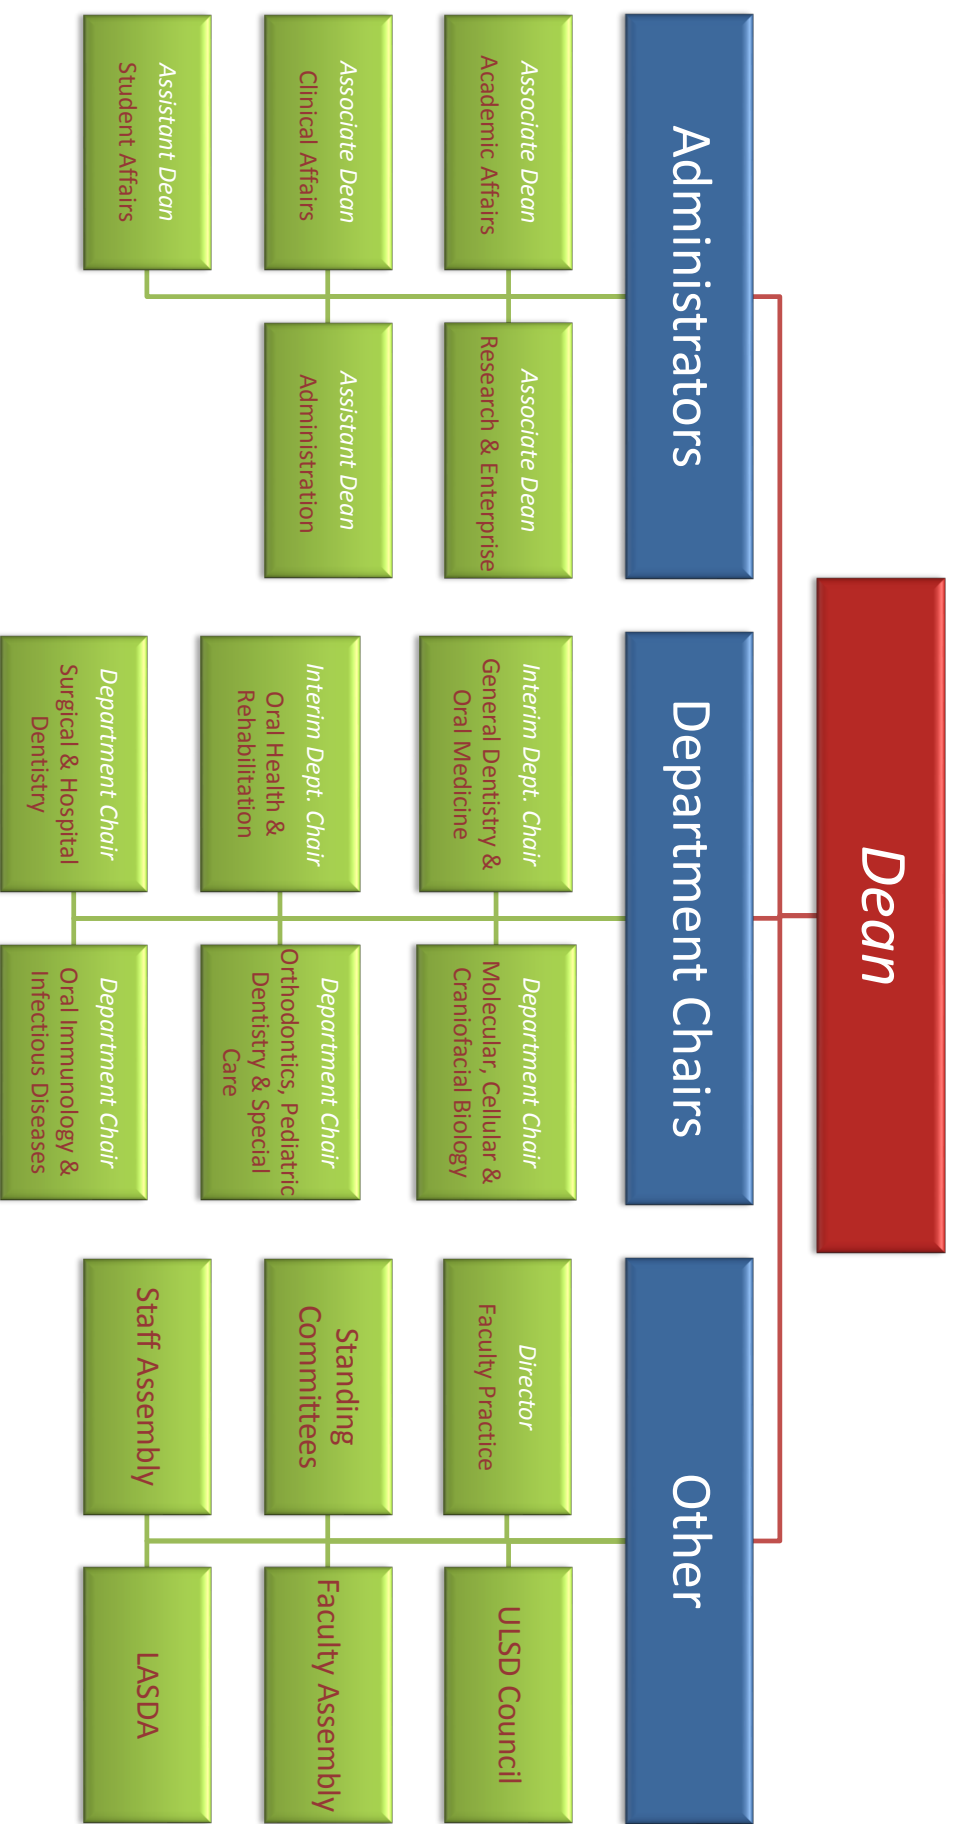 Dean
Administrators
Associate Dean
Academic Affairs
Associate Dean
Research & Enterprise
Associate Dean
Clinical Affairs
Assistant Dean
Administration
Assistant Dean
Student Affairs
Department Chairs
Interim Dept. Chair
General Dentistry &
Oral Medicine
Department Chair
Molecular, Cellular &
Craniofacial Biology
Interim Dept. Chair
Oral Health &
Rehabilitation
Department Chair
Orthodontics, Pediatric
Dentistry & Special
Care
Department Chair
Surgical & Hospital
Dentistry
Department Chair
Oral Immunology &
Infectious Diseases
Other
Director
Faculty Practice
ULSD Council
Standing
Committees
Faculty Assembly
Staff Assembly
LASDA